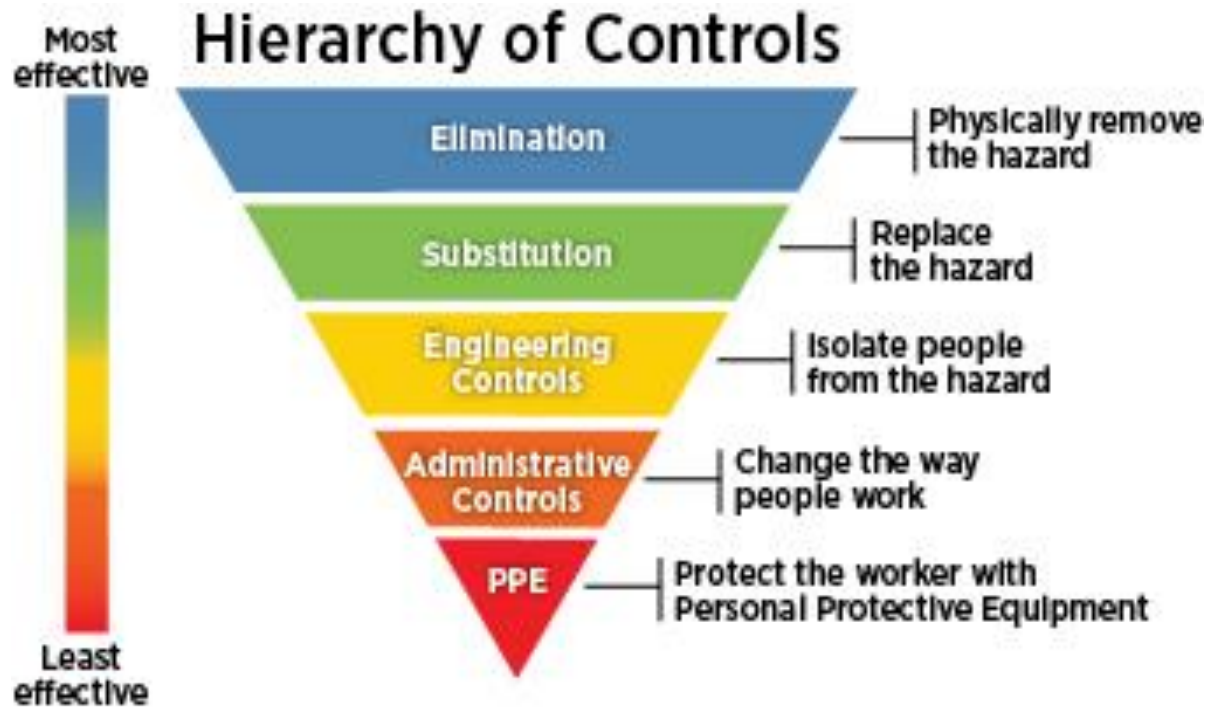 Hierarchy of Controls
Most
effective
Elimination
Physically remove
the hazard
Substitution
Replace
the hazard
Engineering
Controls
Isolate people
from the hazard
Administrative
Controls
Change the way
people work
PPE
Protect the worker with
Personal Protective Equipment
Least
effective